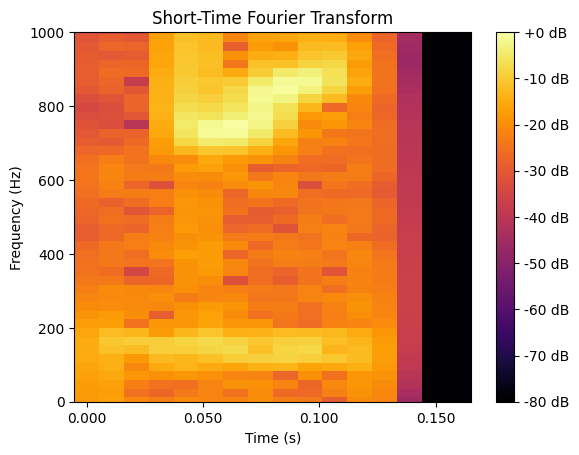 Short-Time Fourier Transform
1000
800
600
400
200
0
Frequency (Hz)
0.000
0.050
0.100
0.150
Time (s)
+0 dB
-10 dB
-20 dB
-30 dB
-40 dB
-50 dB
-60 dB
-70 dB
-80 dB